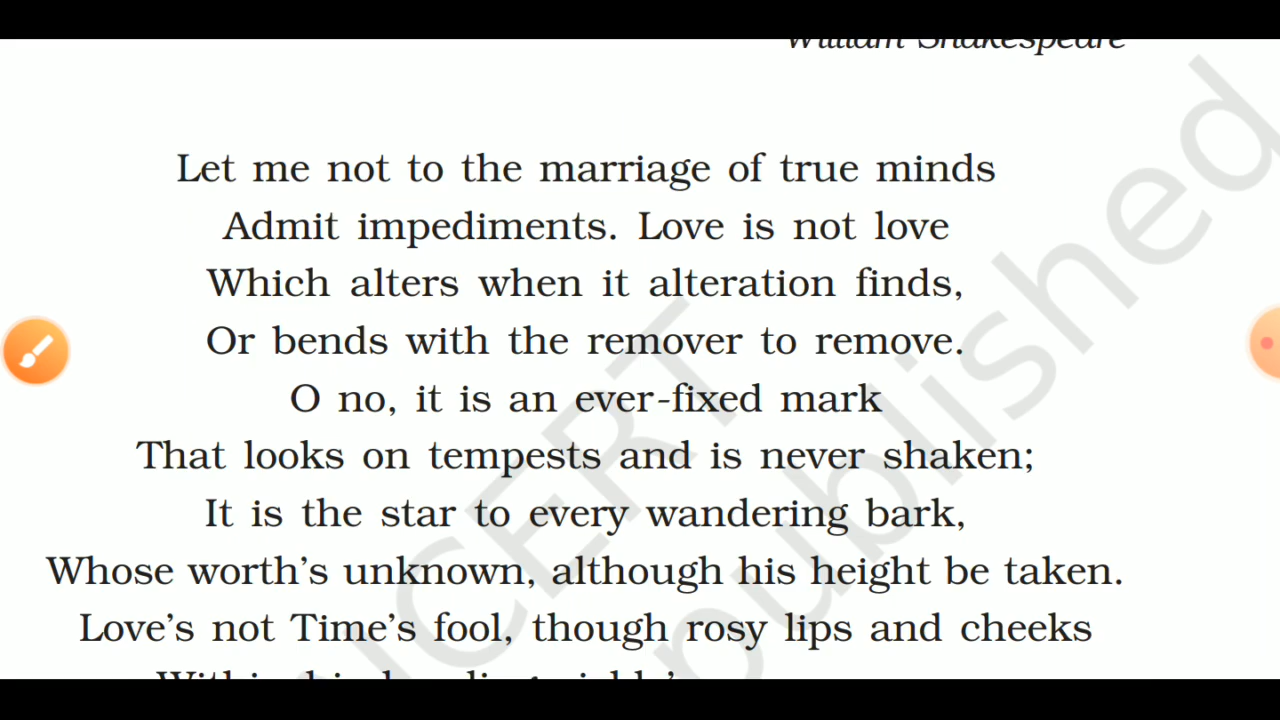 William Shakespeare
Let me not to the marriage of true minds
Admit impediments. Love is not love
Which alters when it alteration finds,
Or bends with the remover to remove.
O no, it is an ever-fixed mark
That looks on tempests and is never shaken;
It is the star to every wandering bark,
Whose worth's unknown, although his height be taken.
Love's not Time's fool, though rosy lips and cheeks